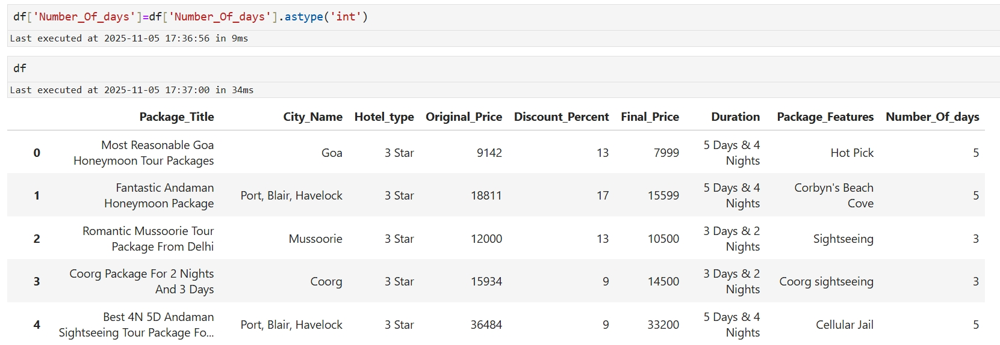 df['Number_Of_days']=df['Number_Of_days'].astype('int')
Last executed at 2025-11-05 17:36:56 in 9ms
df
Last executed at 2025-11-05 17:37:00 in 34ms
Package_Title City_Name Hotel_type Original_Price Discount_Percent Final_Price Duration Package_Features Number_Of_days
0 Most Reasonable Goa Honeymoon Tour Packages Goa 3 Star 9142 13 7999 5 Days & 4 Nights Hot Pick 5
1 Fantastic Andaman Honeymoon Package Port, Blair, Havelock 3 Star 18811 17 15599 5 Days & 4 Nights Corbyn's Beach Cove 5
2 Romantic Mussoorie Tour Package From Delhi Mussoorie 3 Star 12000 13 10500 3 Days & 2 Nights Sightseeing 3
3 Coorg Package For 2 Nights And 3 Days Coorg 3 Star 15934 9 14500 3 Days & 2 Nights Coorg sightseeing 3
4 Best 4N 5D Andaman Sightseeing Tour Package Fo... Port, Blair, Havelock 3 Star 36484 9 33200 5 Days & 4 Nights Cellular Jail 5